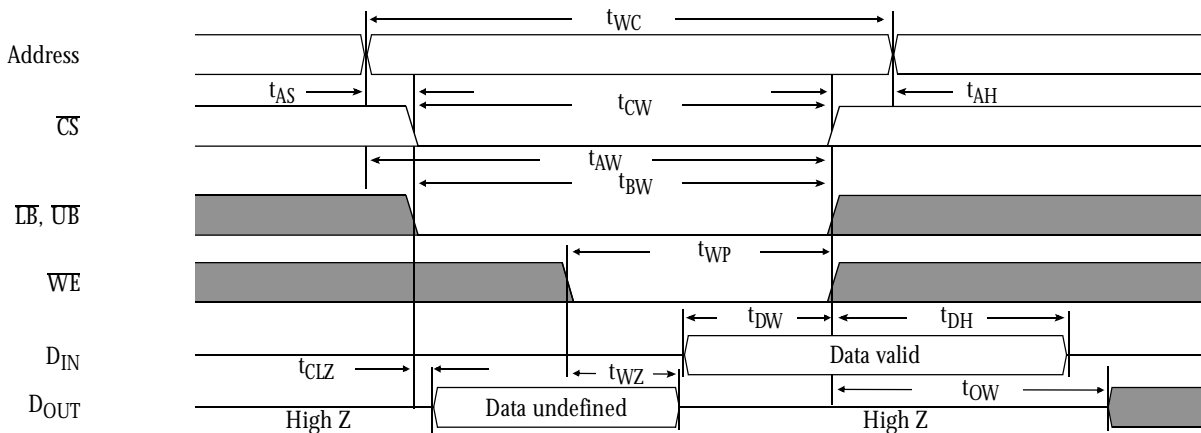 tWC
Address
tAS
tCW
tAH
CS
tAW
tBW
LB, UB
tWP
WE
tDW
tDH
DIN
Data valid
tCLZ
tWZ
tOW
DOUT
High Z
Data undefined
High Z